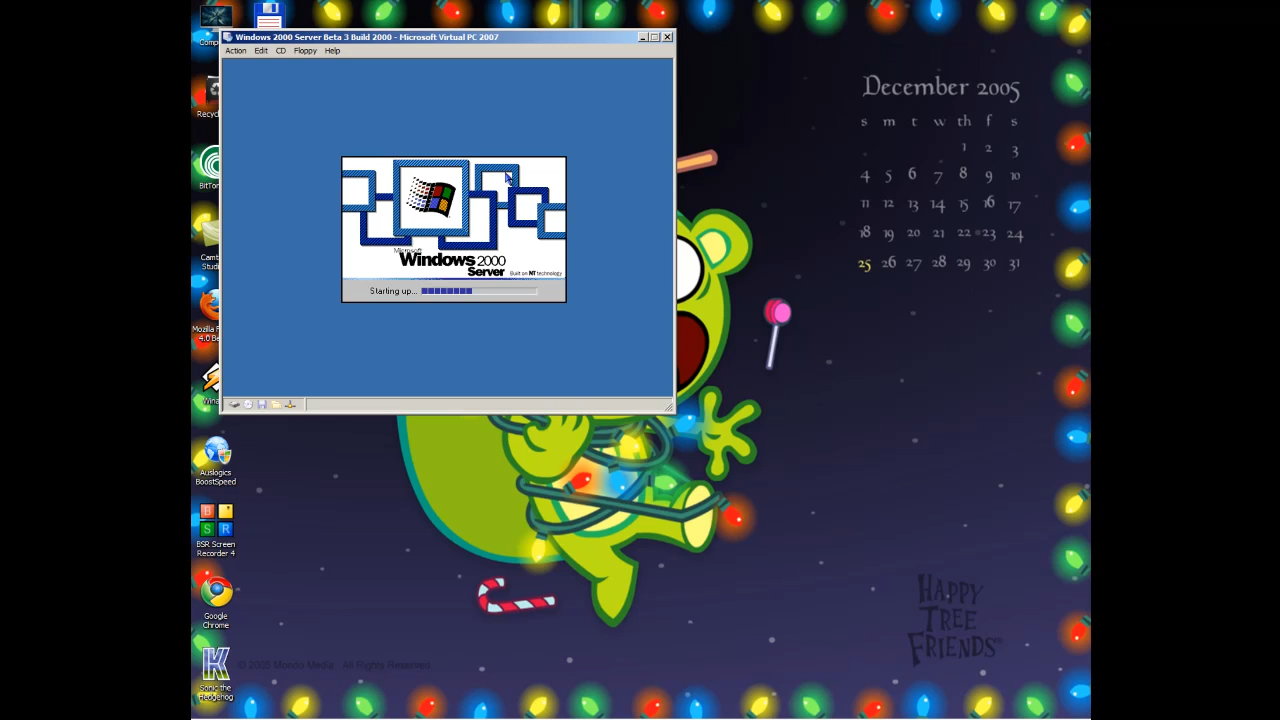 Windows 2000 Server Beta 3 Build 2000 - Microsoft Virtual PC 2007
Action Edit CD Floppy Help
Microsoft
Windows 2000
Server
Built on NT technology
Starting up...
December 2005
s m t w th f s
1 2 3
4 5 6 7 8 9 10
11 12 13 14 15 16 17
18 19 20 21 22 23 24
25 26 27 28 29 30 31
Auslogics
BoostSpeed
B
S R
BSR Screen
Recorder 4
Google
Chrome
K
Sonic the
Hedgehog
HAPPY
TREE
FRIENDS
© 2005 Mondo Media All Rights Reserved